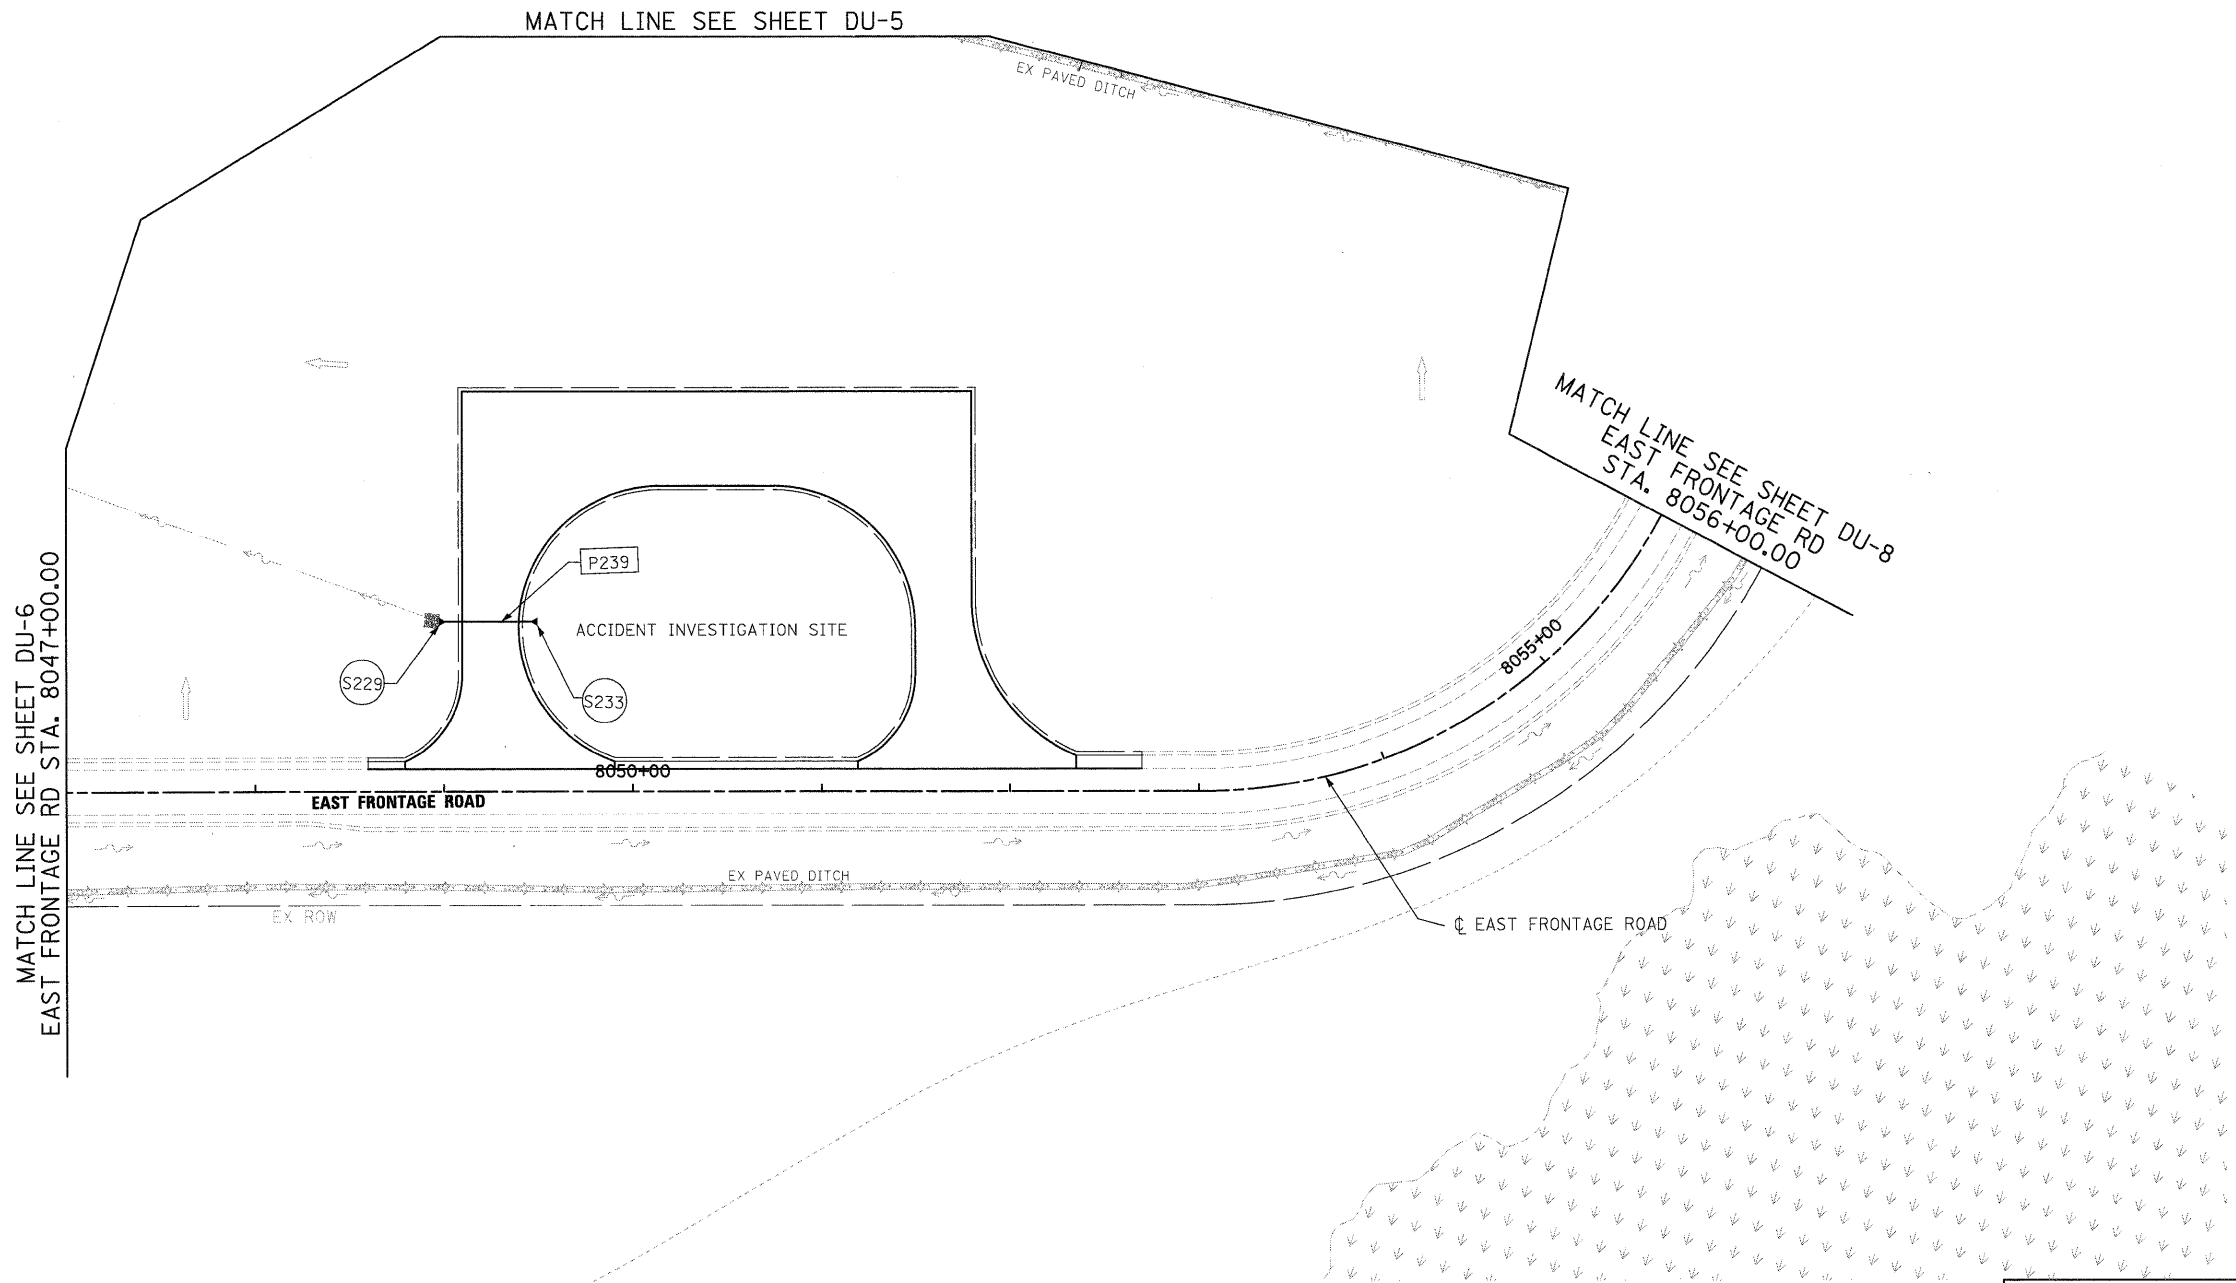 MATCH LINE SEE SHEET DU-5
EX PAVED DITCH
MATCH LINE SEE SHEET DU-8
EAST FRONTAGE RD
STA. 8056+00.00
MATCH LINE SEE SHEET DU-6
EAST FRONTAGE RD STA. 8047+00.00
P239
ACCIDENT INVESTIGATION SITE
S229
S233
8055+00
8050+00
EAST FRONTAGE ROAD
EX PAVED DITCH
EX ROW
℄ EAST FRONTAGE ROAD